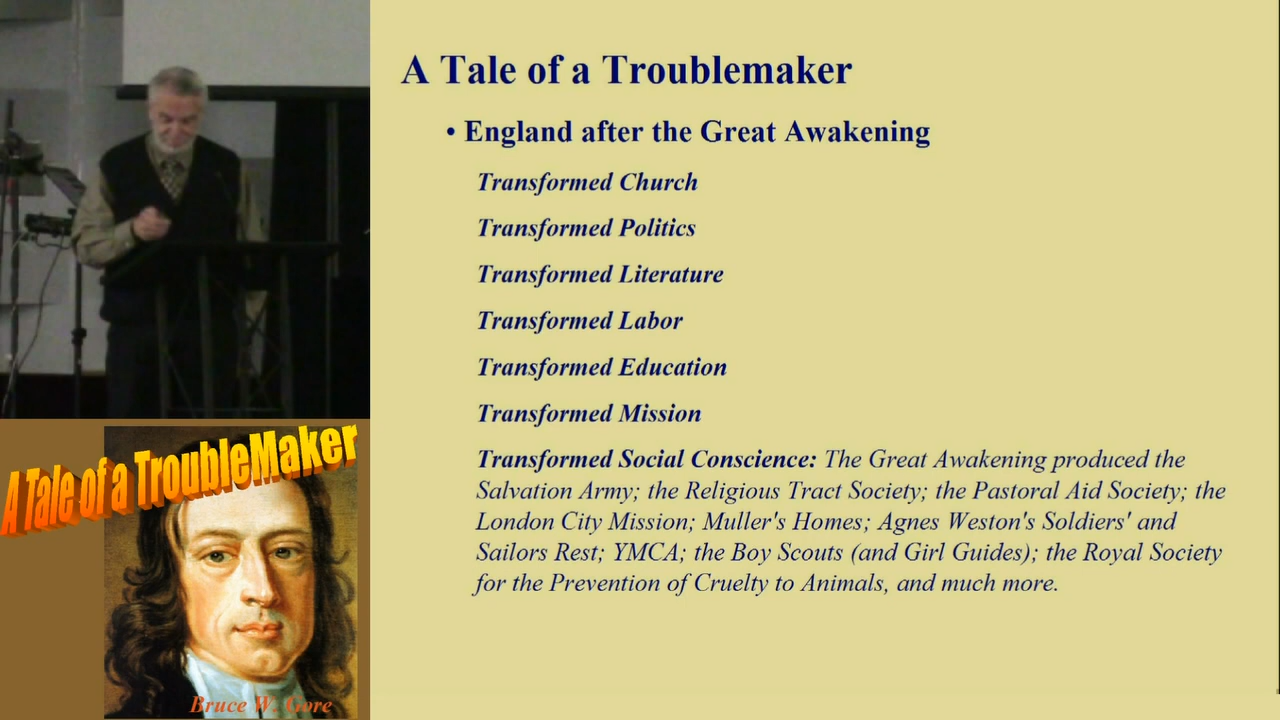 A Tale of a Troublemaker
• England after the Great Awakening
Transformed Church
Transformed Politics
Transformed Literature
Transformed Labor
Transformed Education
Transformed Mission
Transformed Social Conscience: The Great Awakening produced the
Salvation Army; the Religious Tract Society; the Pastoral Aid Society; the
London City Mission; Muller's Homes; Agnes Weston's Soldiers' and
Sailors Rest; YMCA; the Boy Scouts (and Girl Guides); the Royal Society
for the Prevention of Cruelty to Animals, and much more.
A Tale of a TroubleMaker
Bruce W. Gore